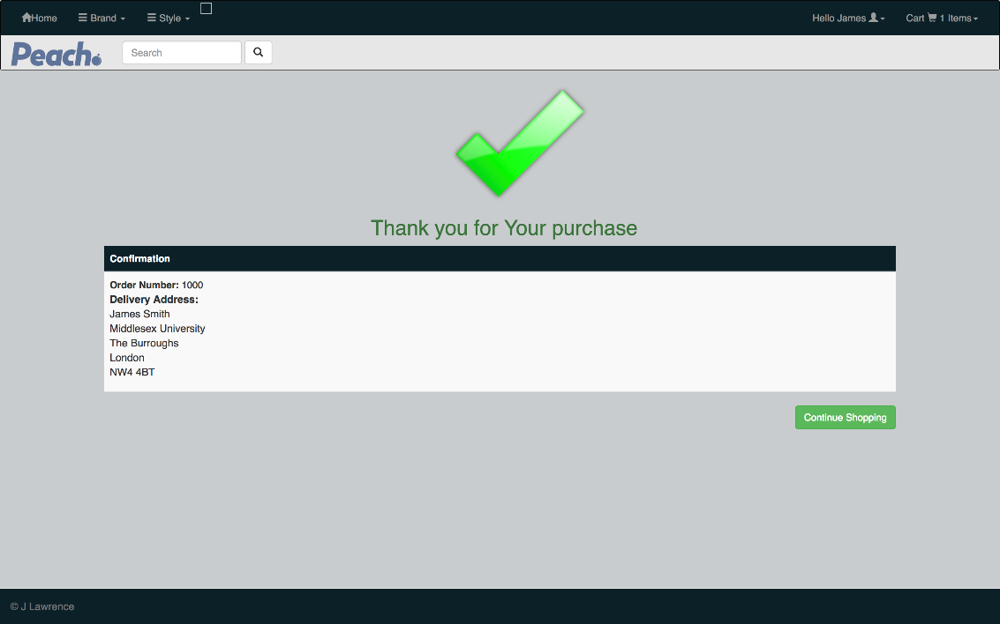 Home Brand Style Hello James Cart 1 Items
Peach.
Search
Thank you for Your purchase
Confirmation
Order Number: 1000
Delivery Address:
James Smith
Middlesex University
The Burroughs
London
NW4 4BT
Continue Shopping
© J Lawrence